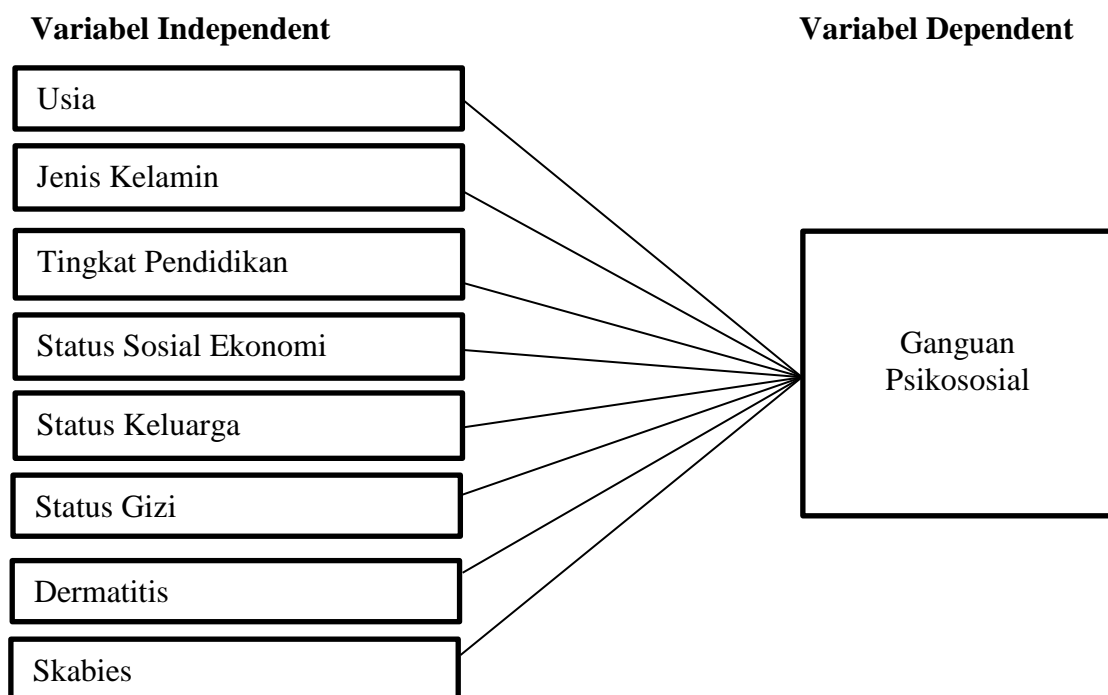 Variabel Independent
Variabel Dependent
Usia
Jenis Kelamin
Tingkat Pendidikan
Status Sosial Ekonomi
Status Keluarga
Status Gizi
Dermatitis
Skabies
Ganguan
Psikososial